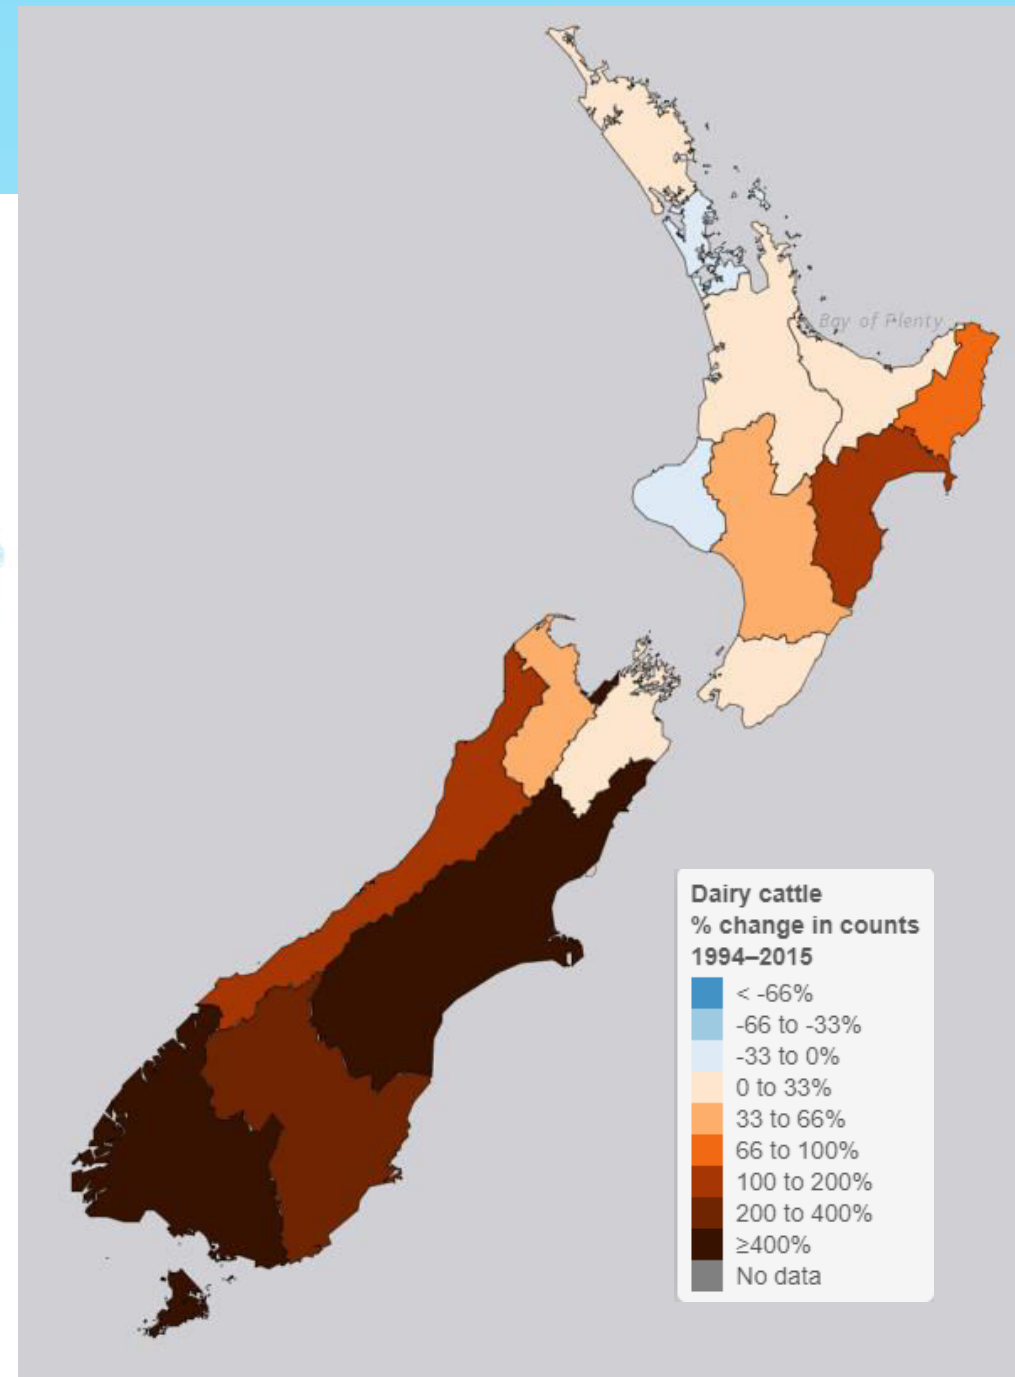 Bay of Plenty
Dairy cattle
% change in counts
1994–2015
< -66%
-66 to -33%
-33 to 0%
0 to 33%
33 to 66%
66 to 100%
100 to 200%
200 to 400%
≥400%
No data